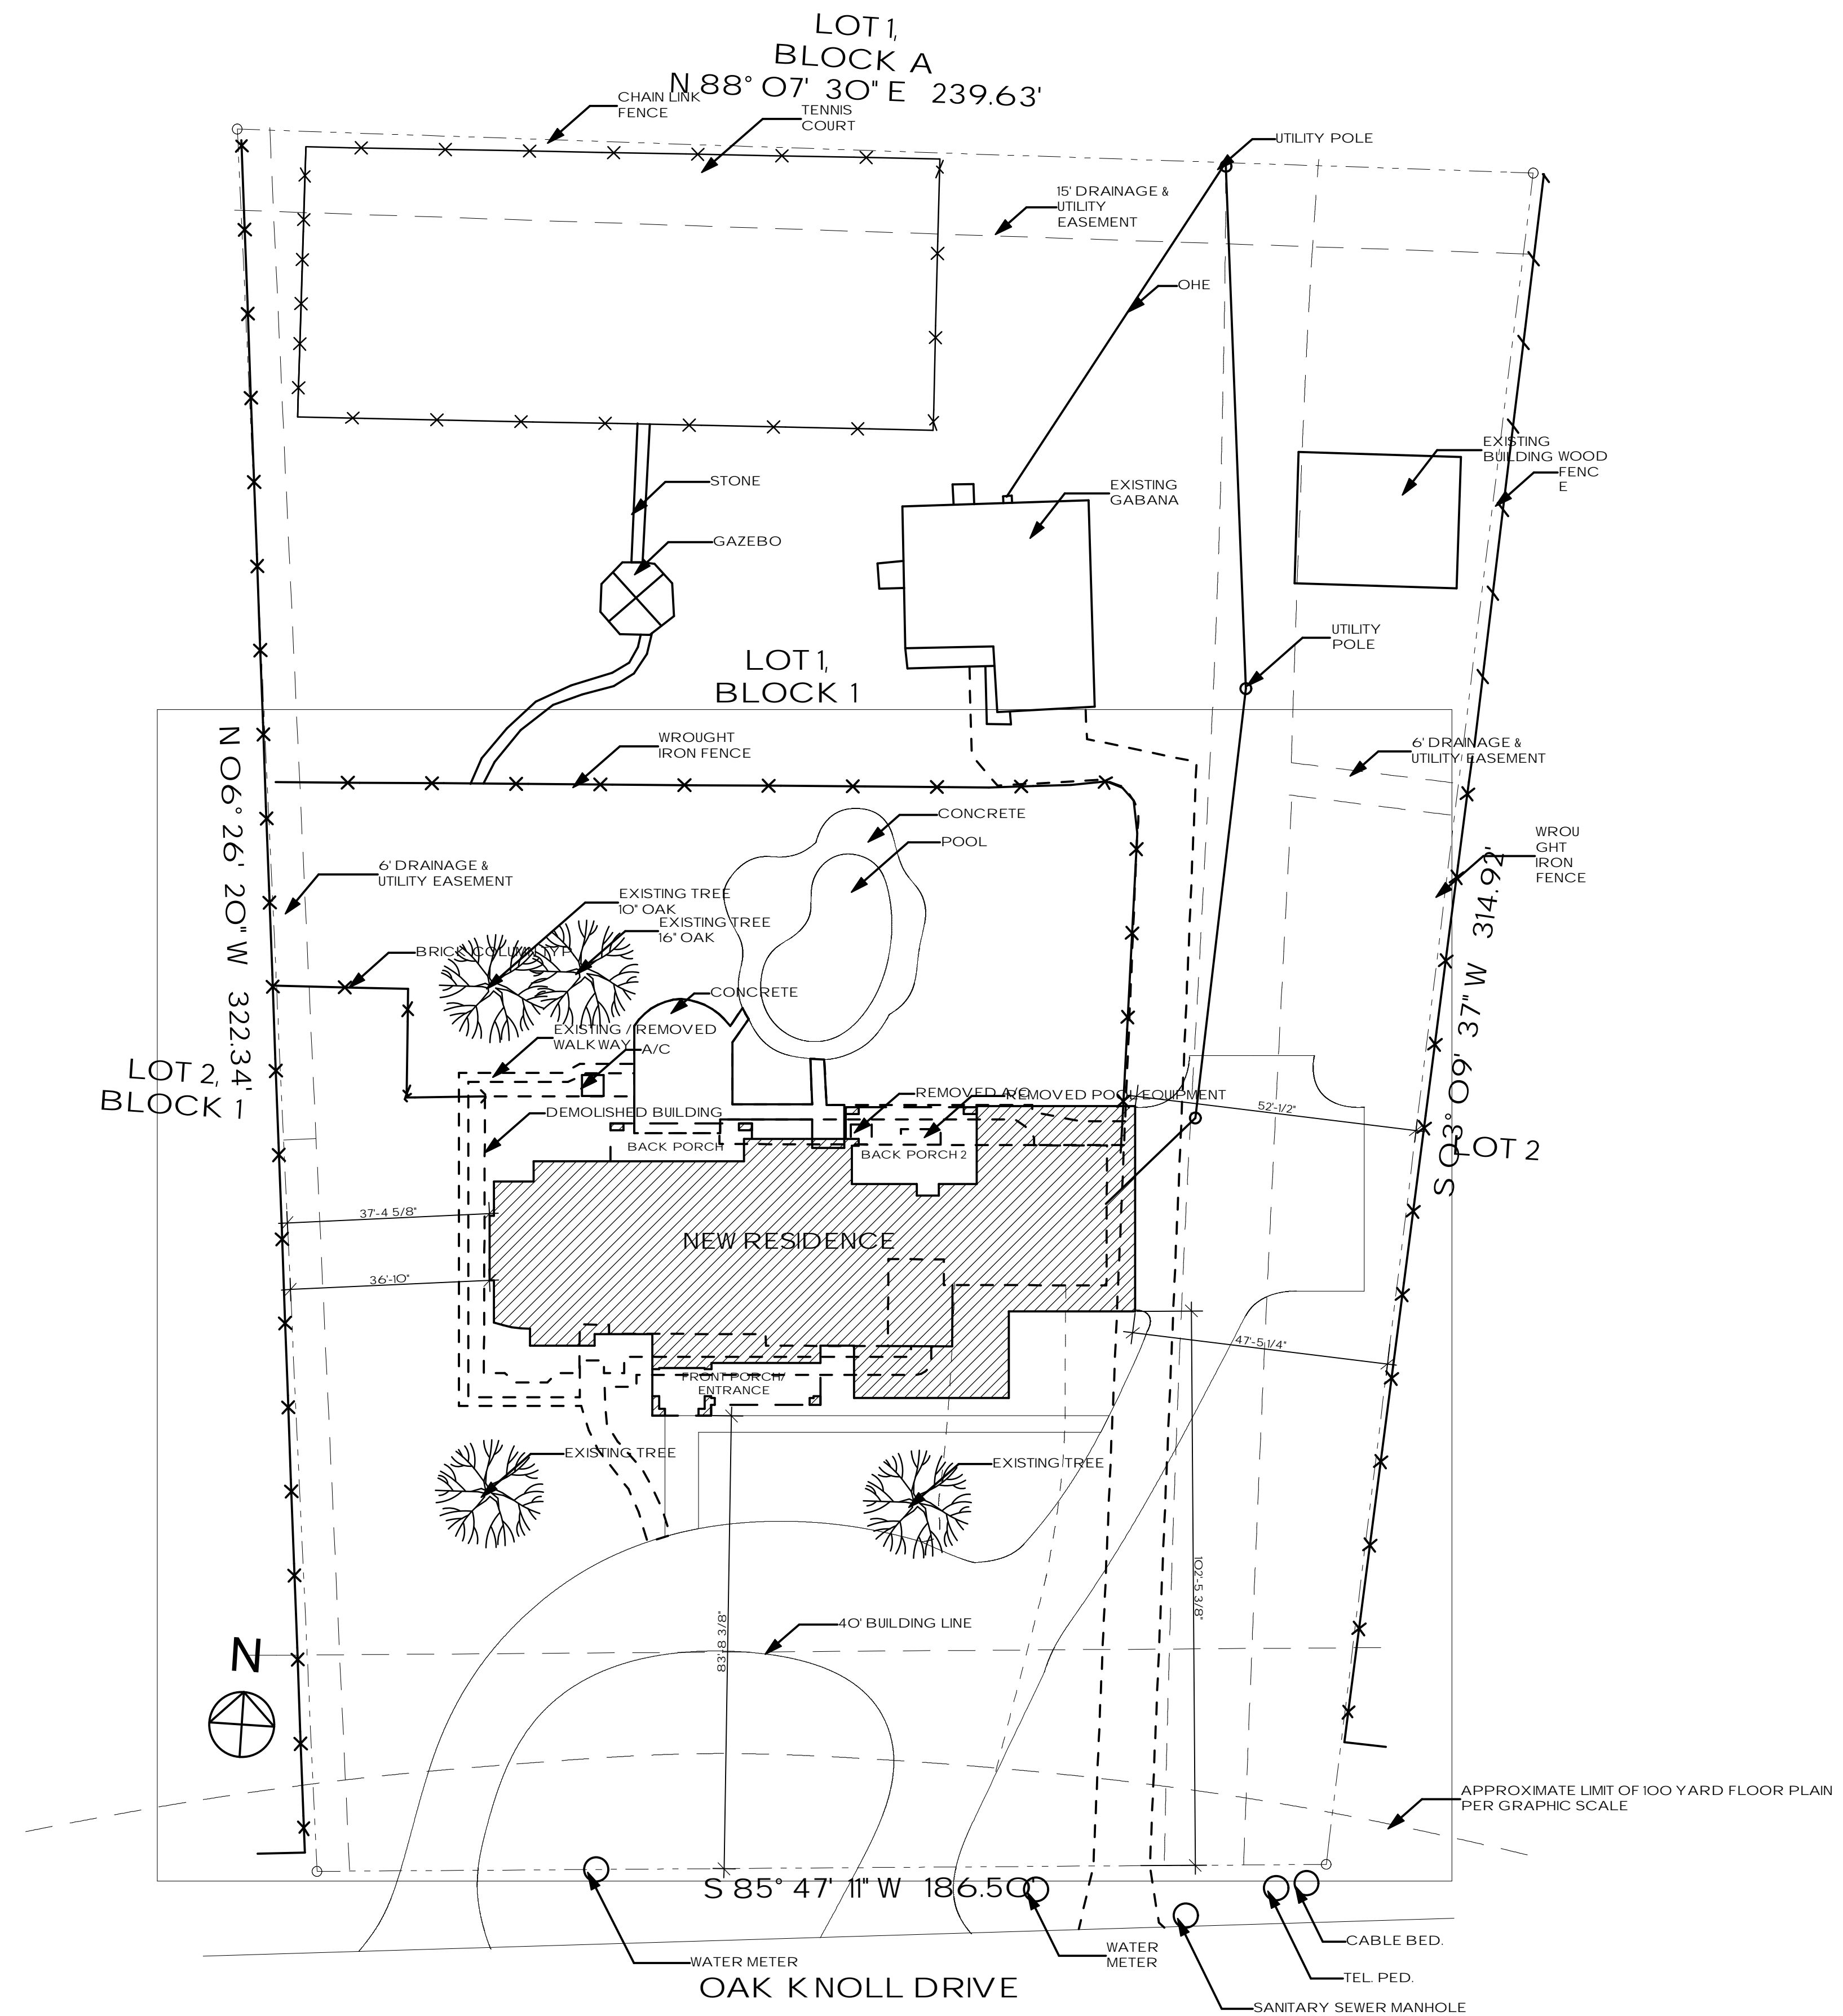 LOT 1,
BLOCK A
N 88° 07' 30" E 239.63'
CHAIN LINK
FENCE
TENNIS
COURT
UTILITY POLE
15' DRAINAGE &
UTILITY
EASEMENT
OHE
EXISTING
BUILDING
WOOD
FENC
E
STONE
EXISTING
GABANA
GAZEBO
UTILITY
POLE
LOT 1,
BLOCK 1
WROUGHT
IRON FENCE
6' DRAINAGE &
UTILITY EASEMENT
N 06° 26' 20" W 322.34'
CONCRETE
POOL
WROU
GHT
IRON
FENCE
6' DRAINAGE &
UTILITY EASEMENT
EXISTING TREE
10" OAK
EXISTING TREE
16" OAK
S 03° 09' 37" W 314.92'
BRICK COLUMN TYP
CONCRETE
EXISTING / REMOVED
WALKWAY
A/C
LOT 2,
BLOCK 1
REMOVED A/C
REMOVED POOL EQUIPMENT
DEMOLISHED BUILDING
52'-1/2"
BACK PORCH
BACK PORCH 2
LOT 2
37'-4 5/8"
NEW RESIDENCE
36'-10"
47'-5 1/4"
FRONT PORCH/
ENTRANCE
EXISTING TREE
EXISTING TREE
102'-5 3/8"
83'-8 3/8"
40' BUILDING LINE
N
APPROXIMATE LIMIT OF 100 YARD FLOOR PLAIN
PER GRAPHIC SCALE
S 85° 47' 11" W 186.50'
WATER METER
WATER
METER
CABLE BED.
TEL. PED.
OAK KNOLL DRIVE
SANITARY SEWER MANHOLE